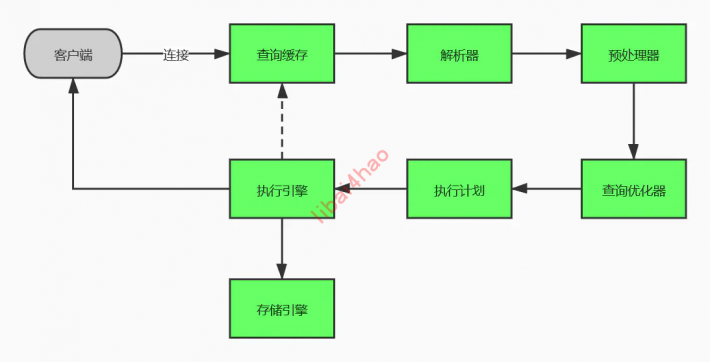 客户端
连接
查询缓存
解析器
预处理器
执行引擎
执行计划
查询优化器
libai4hao
存储引擎